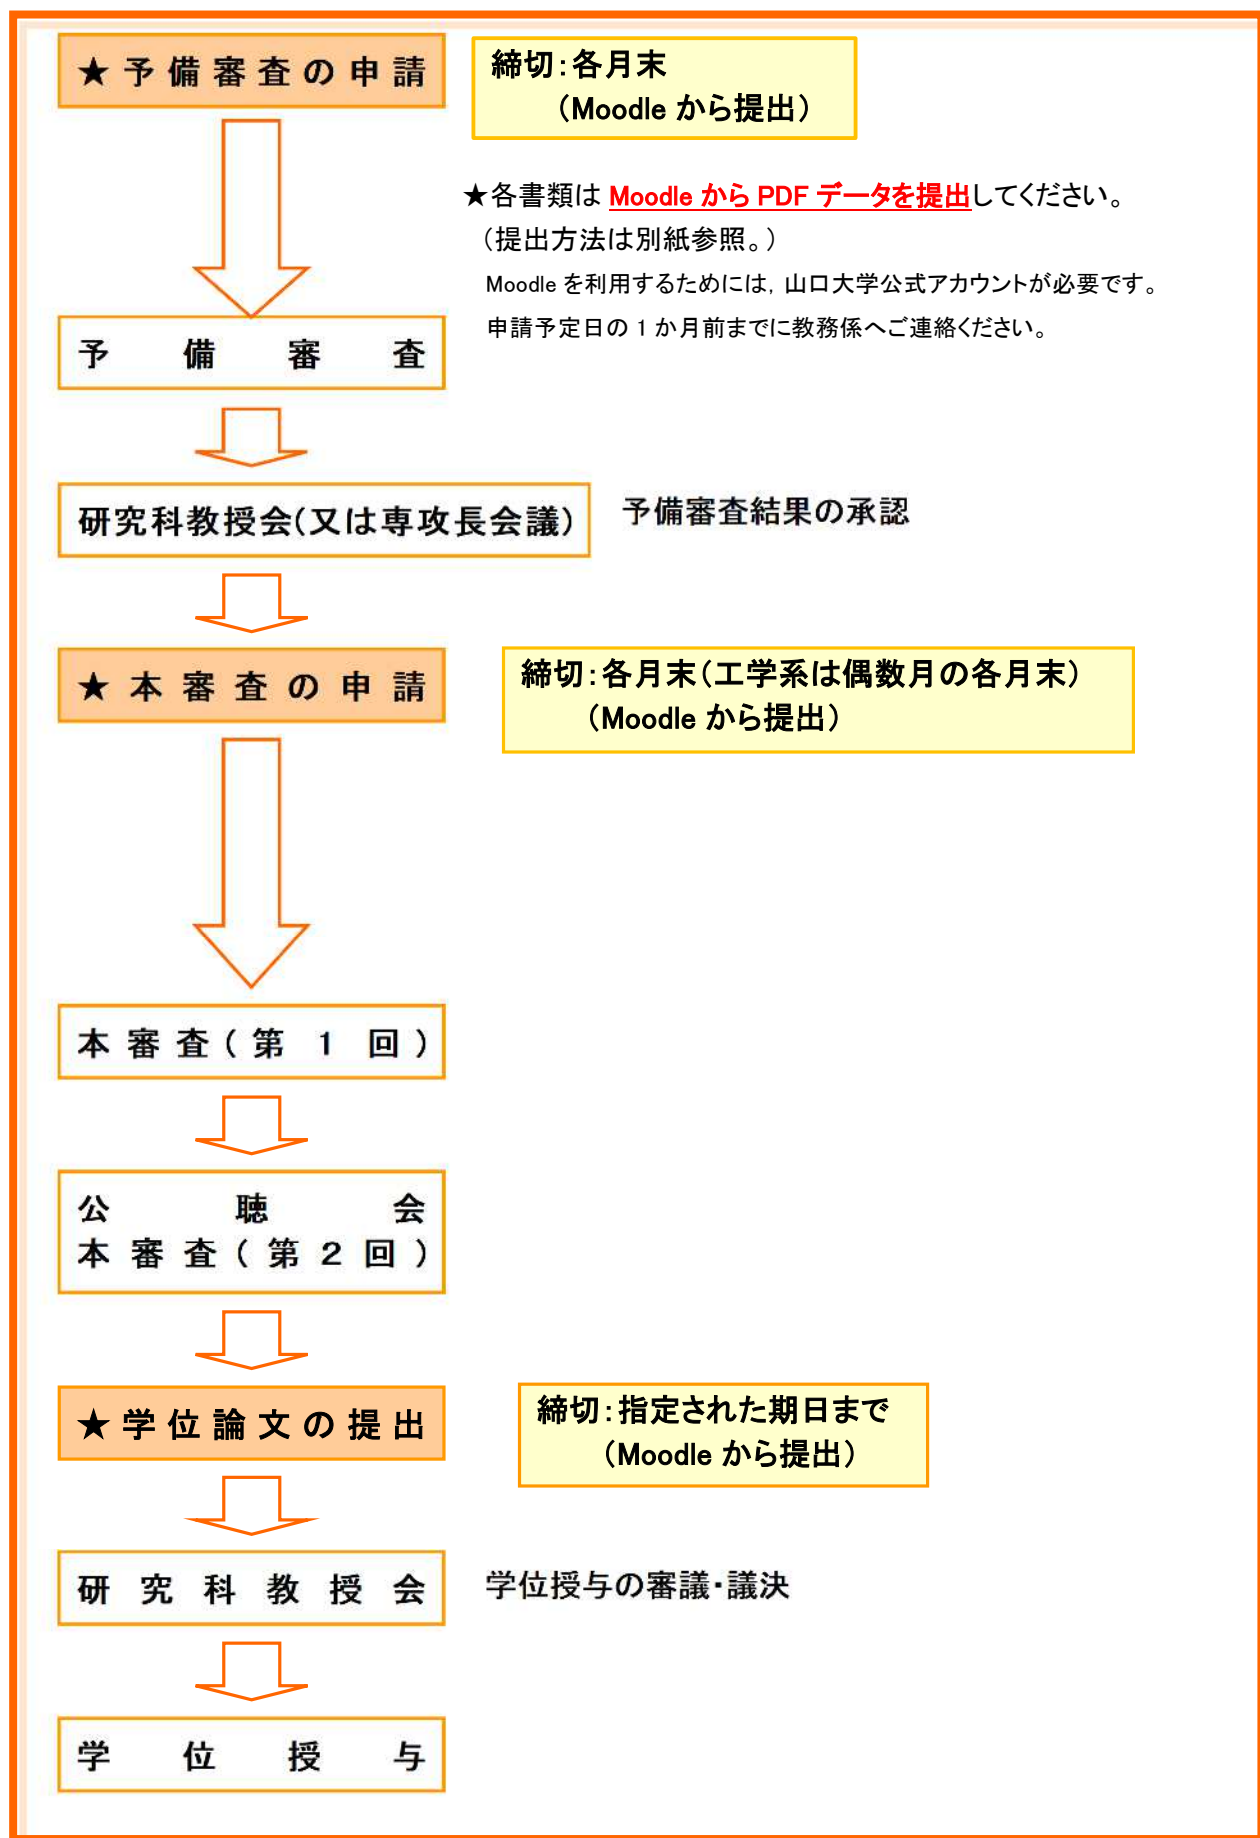 ★予備審査の申請
締切：各月末
（Moodle から提出）
★各書類は Moodle から PDF データを提出してください。
（提出方法は別紙参照。）
Moodle を利用するためには，山口大学公式アカウントが必要です。
申請予定日の 1 か月前までに教務係へご連絡ください。
予備審査
研究科教授会(又は専攻長会議)
予備審査結果の承認
★本審査の申請
締切：各月末（工学系は偶数月の各月末）
（Moodle から提出）
本審査(第1回)
公聴会
本審査(第2回)
★学位論文の提出
締切：指定された期日まで
（Moodle から提出）
研究科教授会
学位授与の審議・議決
学位授与